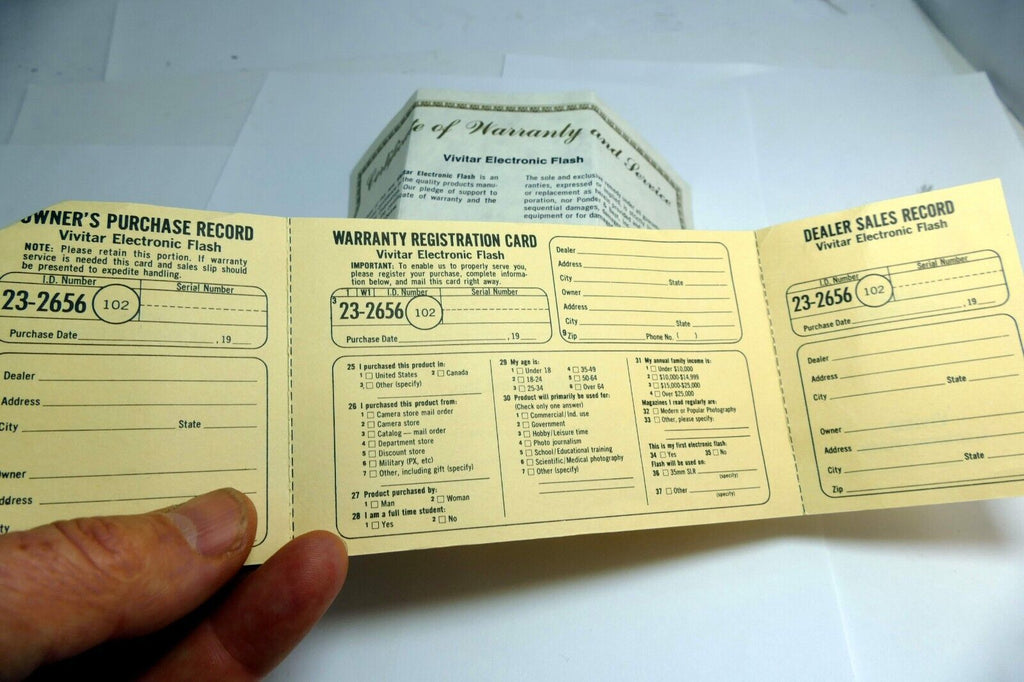 e of Warranty and Service
Vivitar Electronic Flash
ar Electronic Flash is an
the quality products manu-
Our pledge of support to
ate of warranty and the
The sole and exclus
ranties, expressed
or replacement as
poration, nor Ponde
sequential damages,
equipment or for dam
OWNER'S PURCHASE RECORD
Vivitar Electronic Flash
NOTE: Please retain this portion. If warranty
service is needed this card and sales slip should
be presented to expedite handling.
I.D. Number Serial Number
23-2656 102
Purchase Date , 19
Dealer
Address
City State
Owner
Address
ty
WARRANTY REGISTRATION CARD
Vivitar Electronic Flash
IMPORTANT: To enable us to properly serve you,
please register your purchase, complete informa-
tion below, and mail this card right away.
1 W1 I.D. Number Serial Number
3
23-2656 102
Purchase Date , 19
Dealer
Address
City State
Owner
Address
City State
9 Zip Phone No. ( )
25 I purchased this product in:
1 United States 2 Canada
3 Other (specify)
26 I purchased this product from:
1 Camera store mail order
2 Camera store
3 Catalog — mail order
4 Department store
5 Discount store
6 Military (PX, etc)
7 Other, including gift (specify)
27 Product purchased by:
1 Man 2 Woman
28 I am a full time student:
1 Yes 2 No
29 My age is:
1 Under 18 4 35-49
2 18-24 5 50-64
3 25-34 6 Over 64
30 Product will primarily be used for:
(Check only one answer)
1 Commercial/Ind. use
2 Government
3 Hobby/Leisure time
4 Photo journalism
5 School/Educational training
6 Scientific/Medical photography
7 Other (specify)
31 My annual family income is:
1 Under $10,000
2 $10,000-$14,999
3 $15,000-$25,000
4 Over $25,000
Magazines I read regularly are:
32 Modern or Popular Photography
33 Other, please specify:
This is my first electronic flash:
34 Yes 35 No
Flash will be used on:
36 35mm SLR
(specify)
37 Other
(specify)
DEALER SALES RECORD
Vivitar Electronic Flash
I.D. Number Serial Number
23-2656 102
Purchase Date , 19
Dealer
Address
City State
Owner
Address
City State
Zip